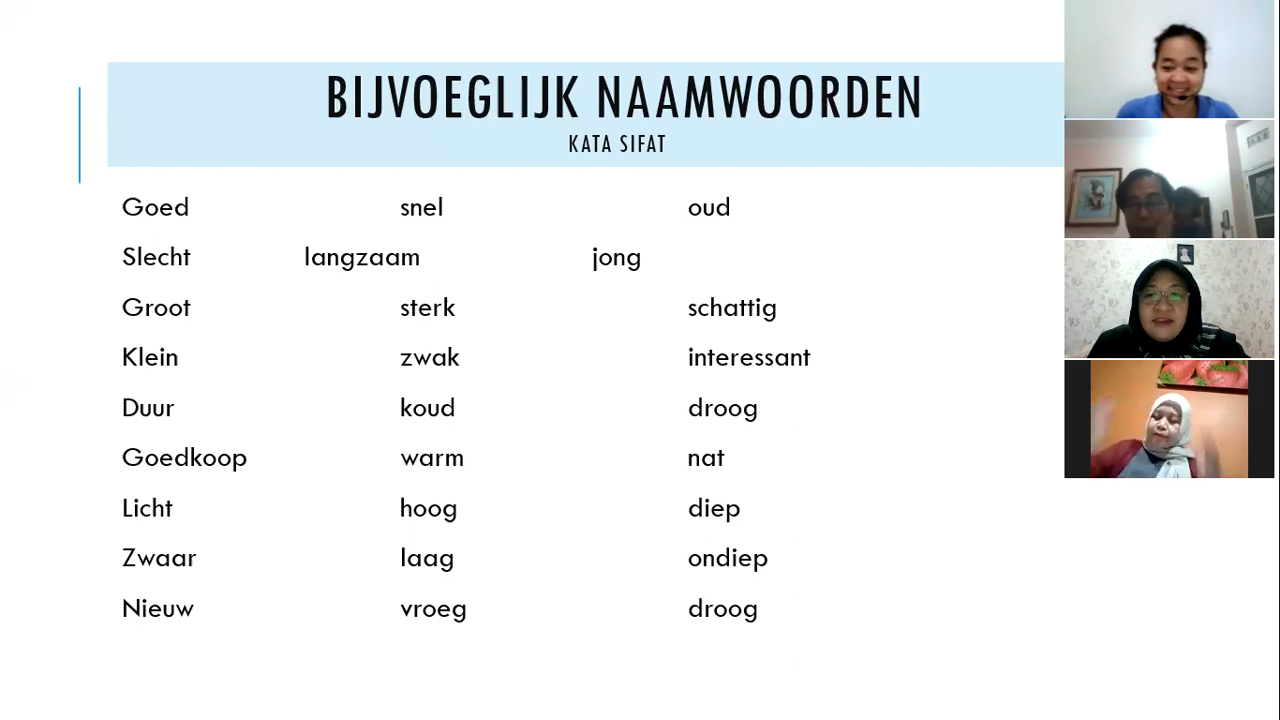 BIJVOEGLIJK NAAMWOORDEN
KATA SIFAT
Goed snel oud
Slecht langzaam jong
Groot sterk schattig
Klein zwak interessant
Duur koud droog
Goedkoop warm nat
Licht hoog diep
Zwaar laag ondiep
Nieuw vroeg droog